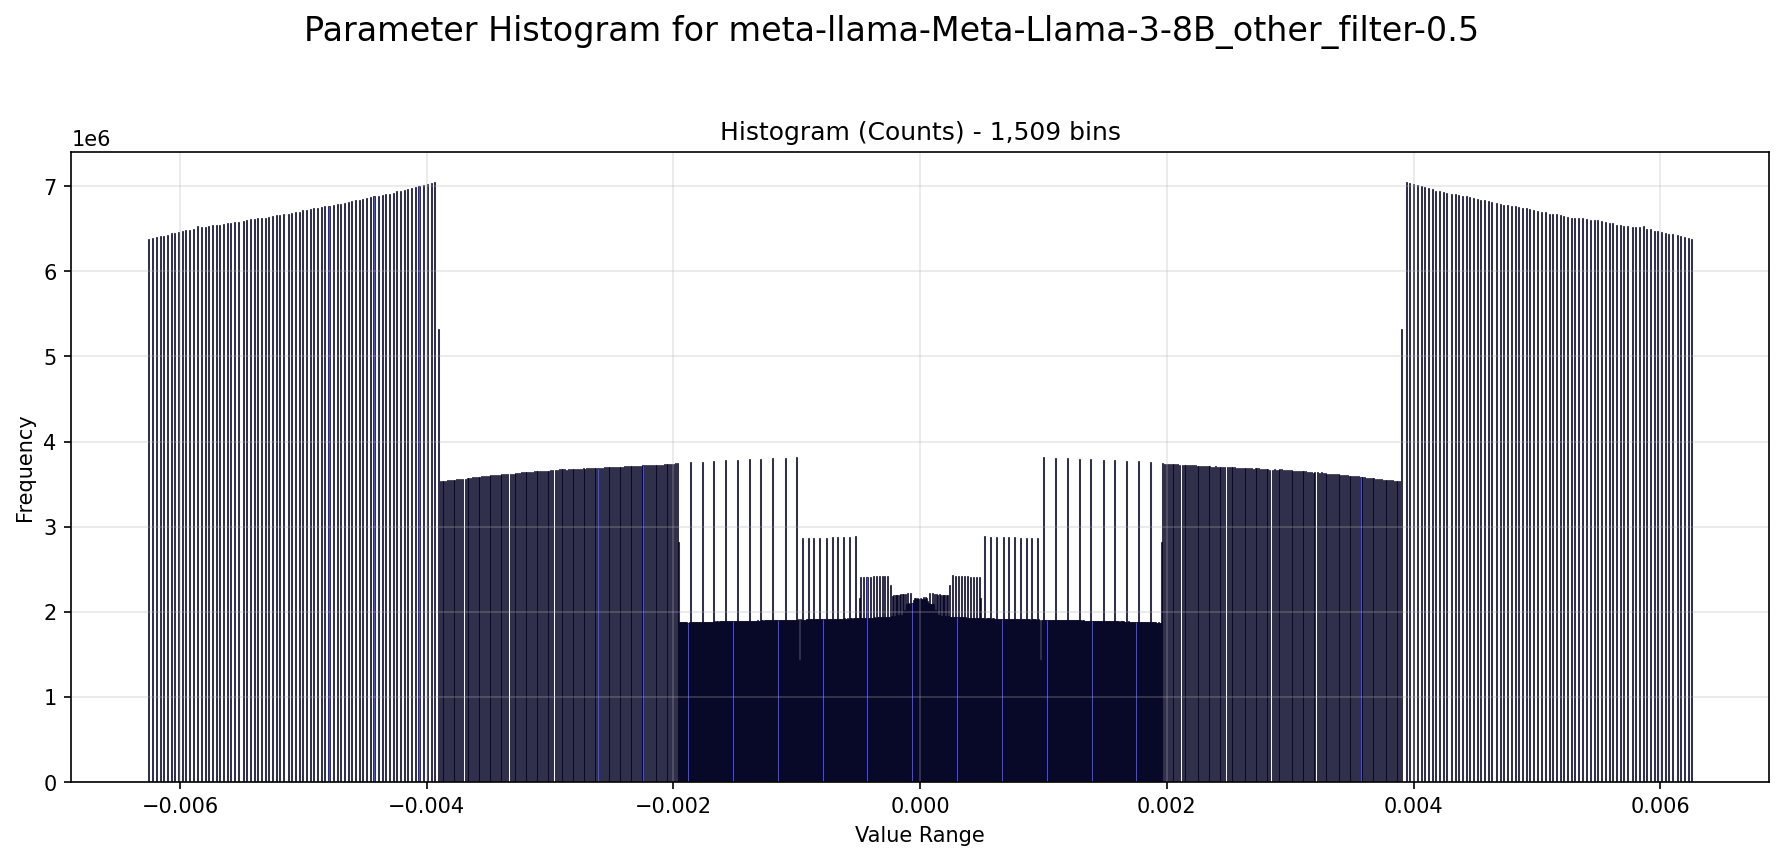 Parameter Histogram for meta-llama-Meta-Llama-3-8B_other_filter-0.5
Histogram (Counts) - 1,509 bins
1e6
7
6
5
4
3
2
1
0
Frequency
−0.006 −0.004 −0.002 0.000 0.002 0.004 0.006
Value Range